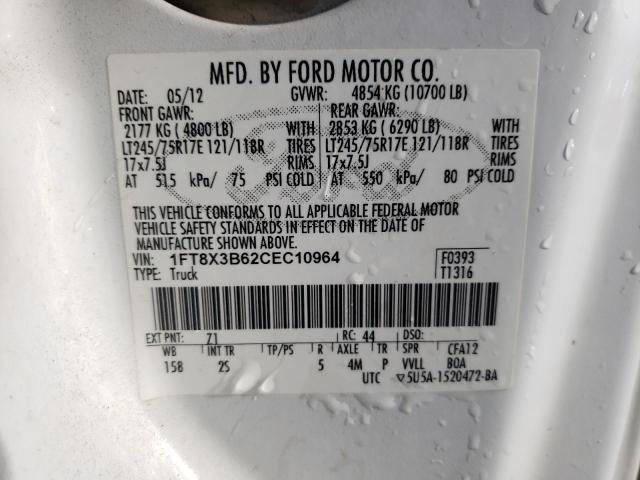 MFD. BY FORD MOTOR CO.
DATE: 05/12 GVWR: 4854 KG (10700 LB)
FRONT GAWR: REAR GAWR:
2177 KG ( 4800 LB) WITH 2853 KG ( 6290 LB) WITH
LT245/75R17E 121/118R TIRES LT245/75R17E 121/118R TIRES
17x7.5J RIMS 17x7.5J RIMS
AT 515 kPa/ 75 PSI COLD AT 550 kPa/ 80 PSI COLD
THIS VEHICLE CONFORMS TO ALL APPLICABLE FEDERAL MOTOR
VEHICLE SAFETY STANDARDS IN EFFECT ON THE DATE OF
MANUFACTURE SHOWN ABOVE.
VIN: 1FT8X3B62CEC10964 F0393
TYPE: Truck T1316
EXT PNT: Z1 RC: 44 DSO:
WB INT TR TP/PS R AXLE TR SPR CFA12
158 2S 5 4M P VVLL BOA
UTC ▽5U5A-1520472-BA